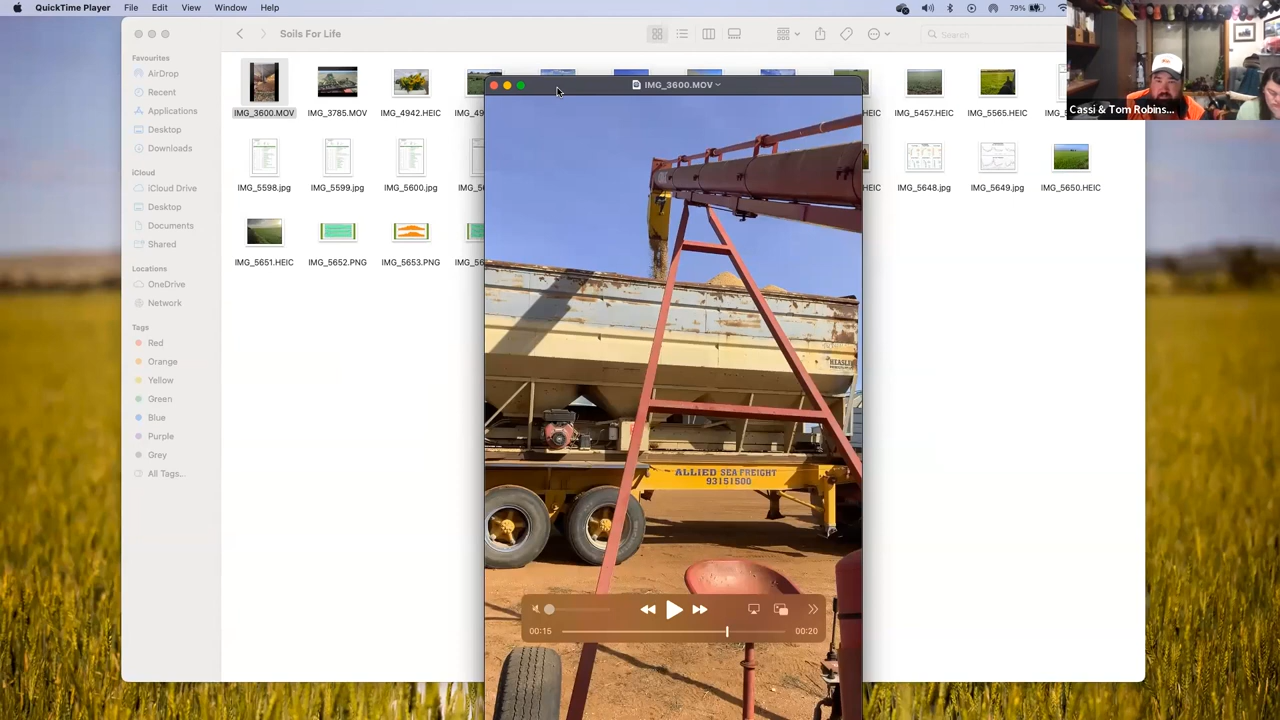 QuickTime Player File Edit View Window Help 79%
Soils For Life
Search
Favourites
AirDrop
Recent
Applications
Desktop
Downloads
iCloud
iCloud Drive
Desktop
Documents
Shared
Locations
OneDrive
Network
Tags
Red
Orange
Yellow
Green
Blue
Purple
Grey
All Tags...
IMG_3600.MOV IMG_3785.MOV IMG_4942.HEIC IMG_5457.HEIC IMG_5565.HEIC
IMG_5598.jpg IMG_5599.jpg IMG_5600.jpg IMG_5648.jpg IMG_5649.jpg IMG_5650.HEIC
IMG_5651.HEIC IMG_5652.PNG IMG_5653.PNG
IMG_3600.MOV
ALLIED SEA FREIGHT
93151500
00:15 00:20
Cassi & Tom Robins...